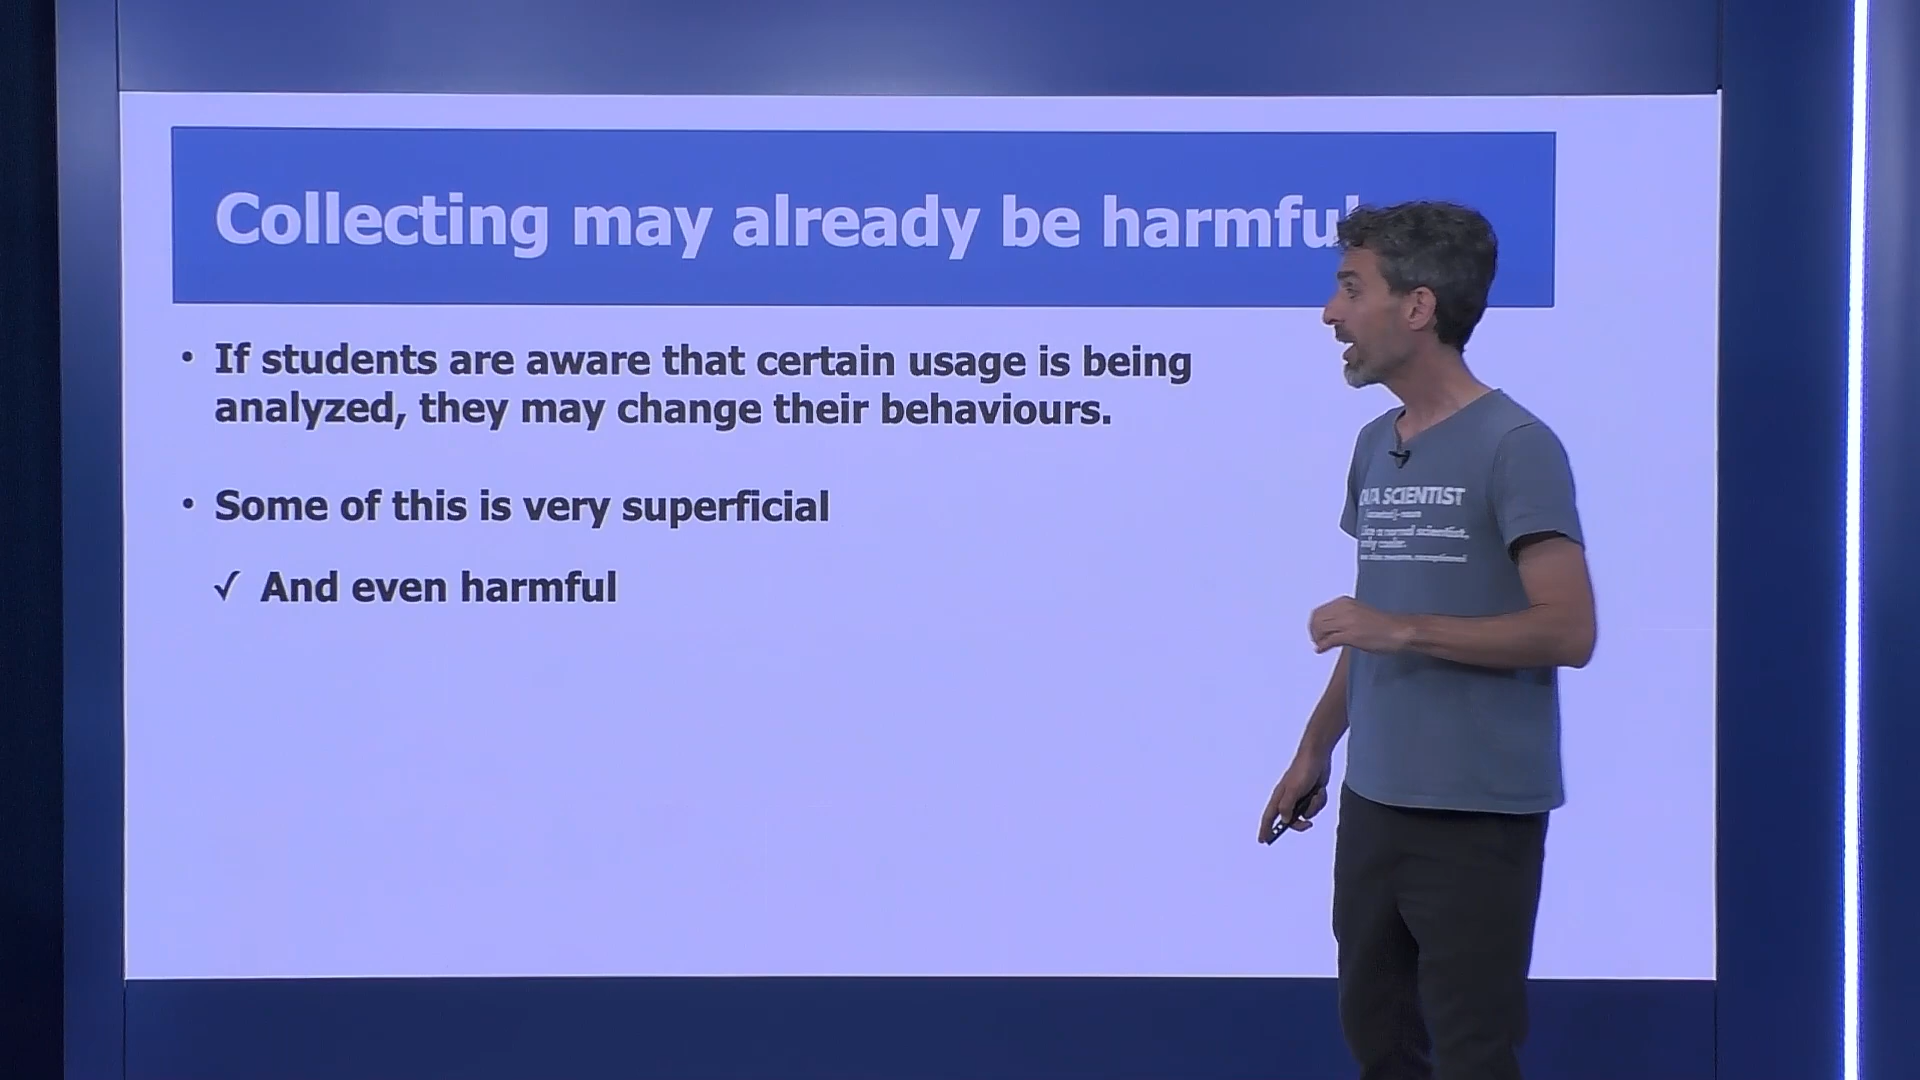 Collecting may already be harmful
• If students are aware that certain usage is being
analyzed, they may change their behaviours.
• Some of this is very superficial
✓ And even harmful
DATA SCIENTIST